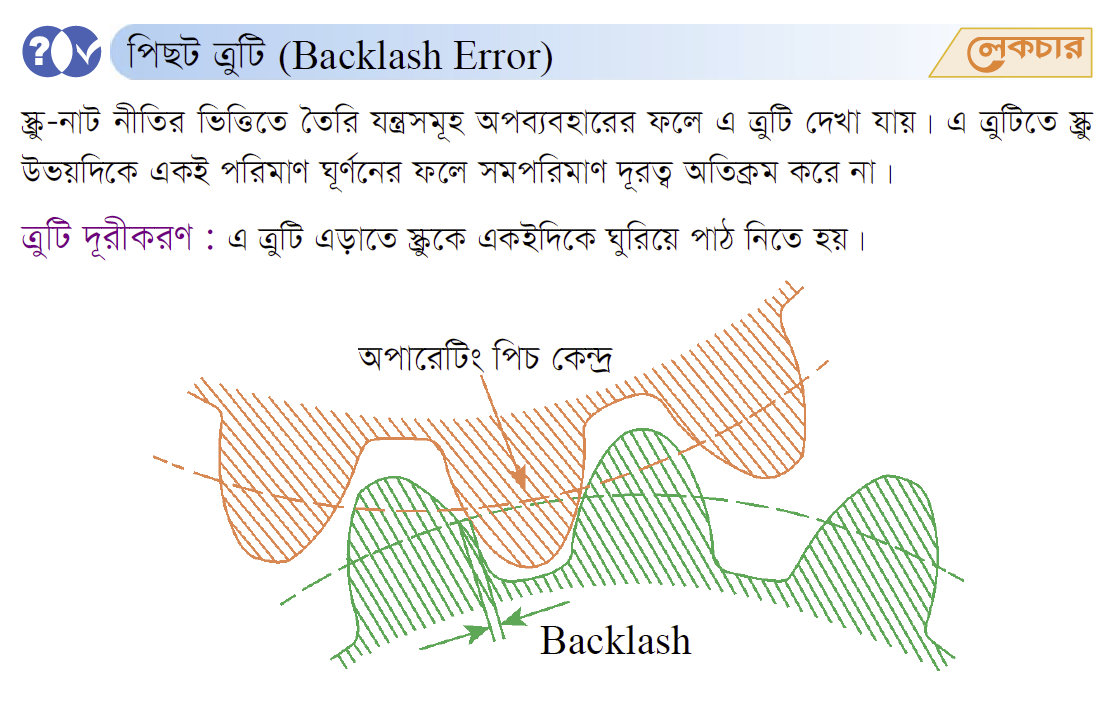 পিছট ত্রুটি (Backlash Error)
লেকচার
স্ক্রু-নাট নীতির ভিত্তিতে তৈরি যন্ত্রসমূহ অপব্যবহারের ফলে এ ত্রুটি দেখা যায়। এ ত্রুটিতে স্ক্রু
উভয়দিকে একই পরিমাণ ঘূর্ণনের ফলে সমপরিমাণ দূরত্ব অতিক্রম করে না।
ত্রুটি দূরীকরণ : এ ত্রুটি এড়াতে স্ক্রুকে একইদিকে ঘুরিয়ে পাঠ নিতে হয়।
অপারেটিং পিচ কেন্দ্র
Backlash